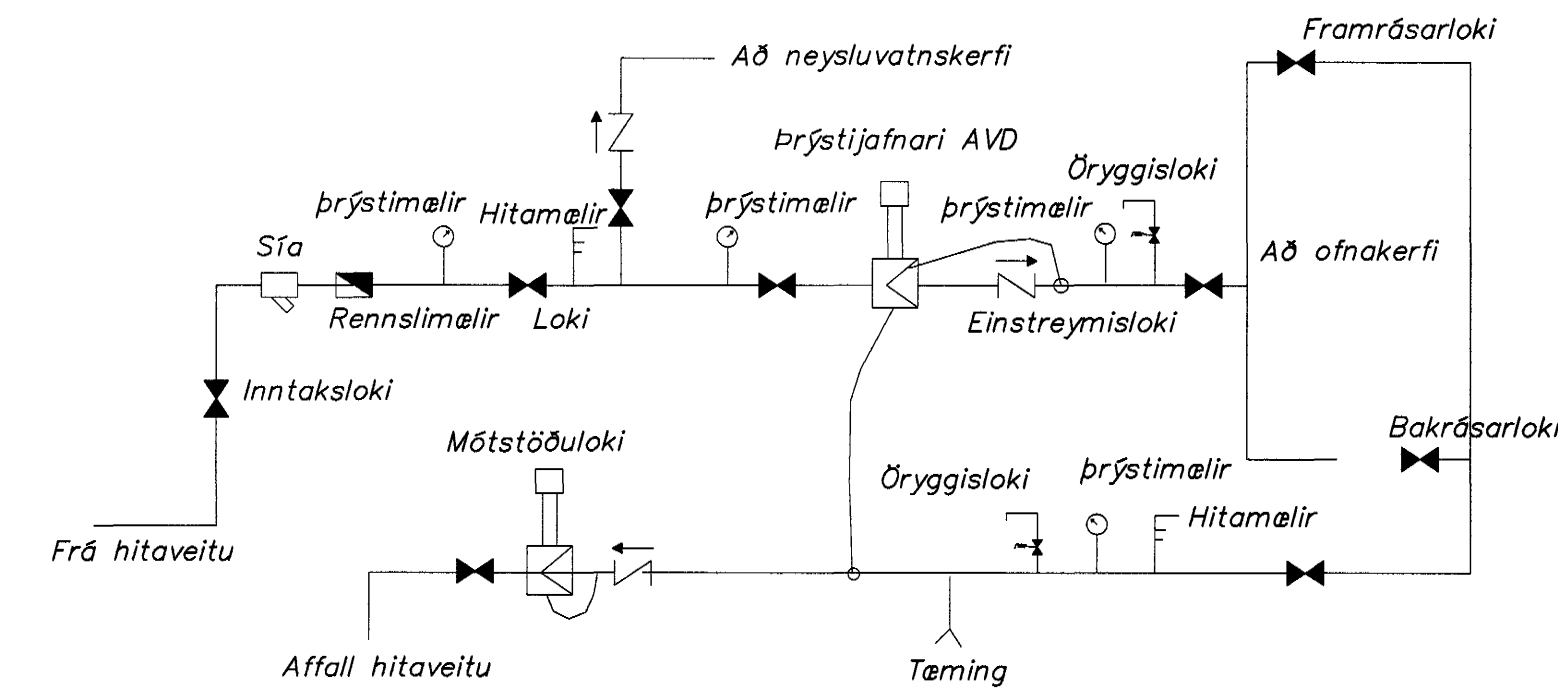 Framrásarloki
Að neysluvatnskerfi
Þrýstijafnari AVD
Öryggisloki
þrýstimælir
Hitamælir
þrýstimælir
þrýstimælir
Sía
Að ofnakerfi
Rennslimælir
Loki
Einstreymisloki
Inntaksloki
Mótstöðuloki
Bakrásarloki
Öryggisloki
þrýstimælir
Hitamælir
Frá hitaveitu
Affall hitaveitu
Tæming